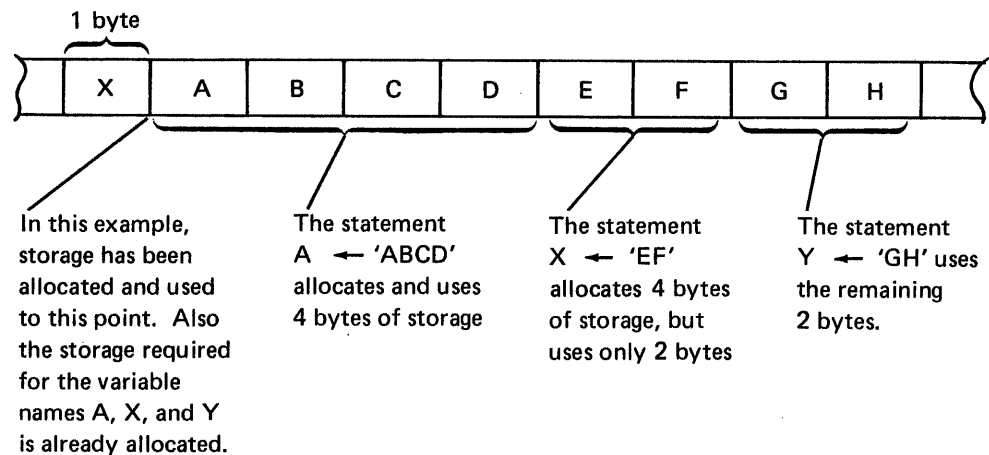 1 byte
X A B C D E F G H
In this example,
storage has been
allocated and used
to this point. Also
the storage required
for the variable
names A, X, and Y
is already allocated.
The statement
A ← ‘ABCD’
allocates and uses
4 bytes of storage
The statement
X ← ‘EF’
allocates 4 bytes
of storage, but
uses only 2 bytes
The statement
Y ← ‘GH’ uses
the remaining
2 bytes.